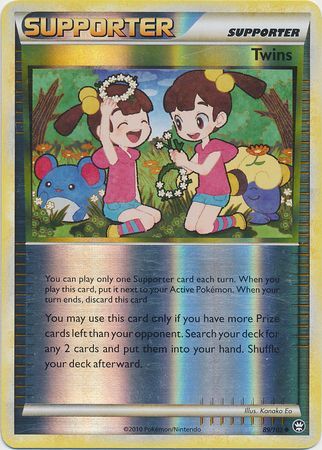 SUPPORTER
SUPPORTER
Twins
You can play only one Supporter card each turn. When you
play this card, put it next to your Active Pokémon. When your
turn ends, discard this card
You may use this card only if you have more Prize
cards left than your opponent. Search your deck for
any 2 cards and put them into your hand. Shuffle
your deck afterward.
Illus. Kanako Eo
©2010 Pokémon/Nintendo
89/102